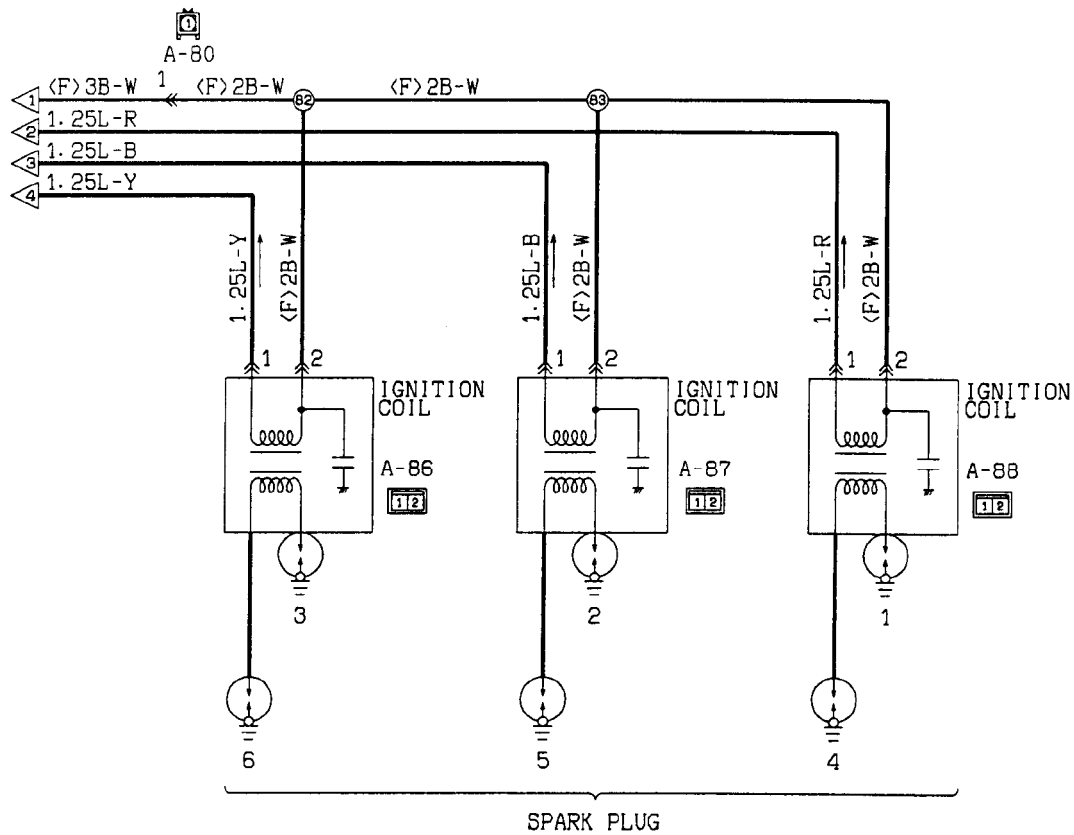 1
A-80
1
<F>3B-W
<F>2B-W
82
<F>2B-W
83
1
2
1.25L-R
3
1.25L-B
4
1.25L-Y
1.25L-Y
<F>2B-W
1.25L-B
<F>2B-W
1.25L-R
<F>2B-W
1
2
1
2
1
2
IGNITION
COIL
IGNITION
COIL
IGNITION
COIL
A-86
A-87
A-88
1 2
1 2
1 2
3
2
1
6
5
4
SPARK PLUG